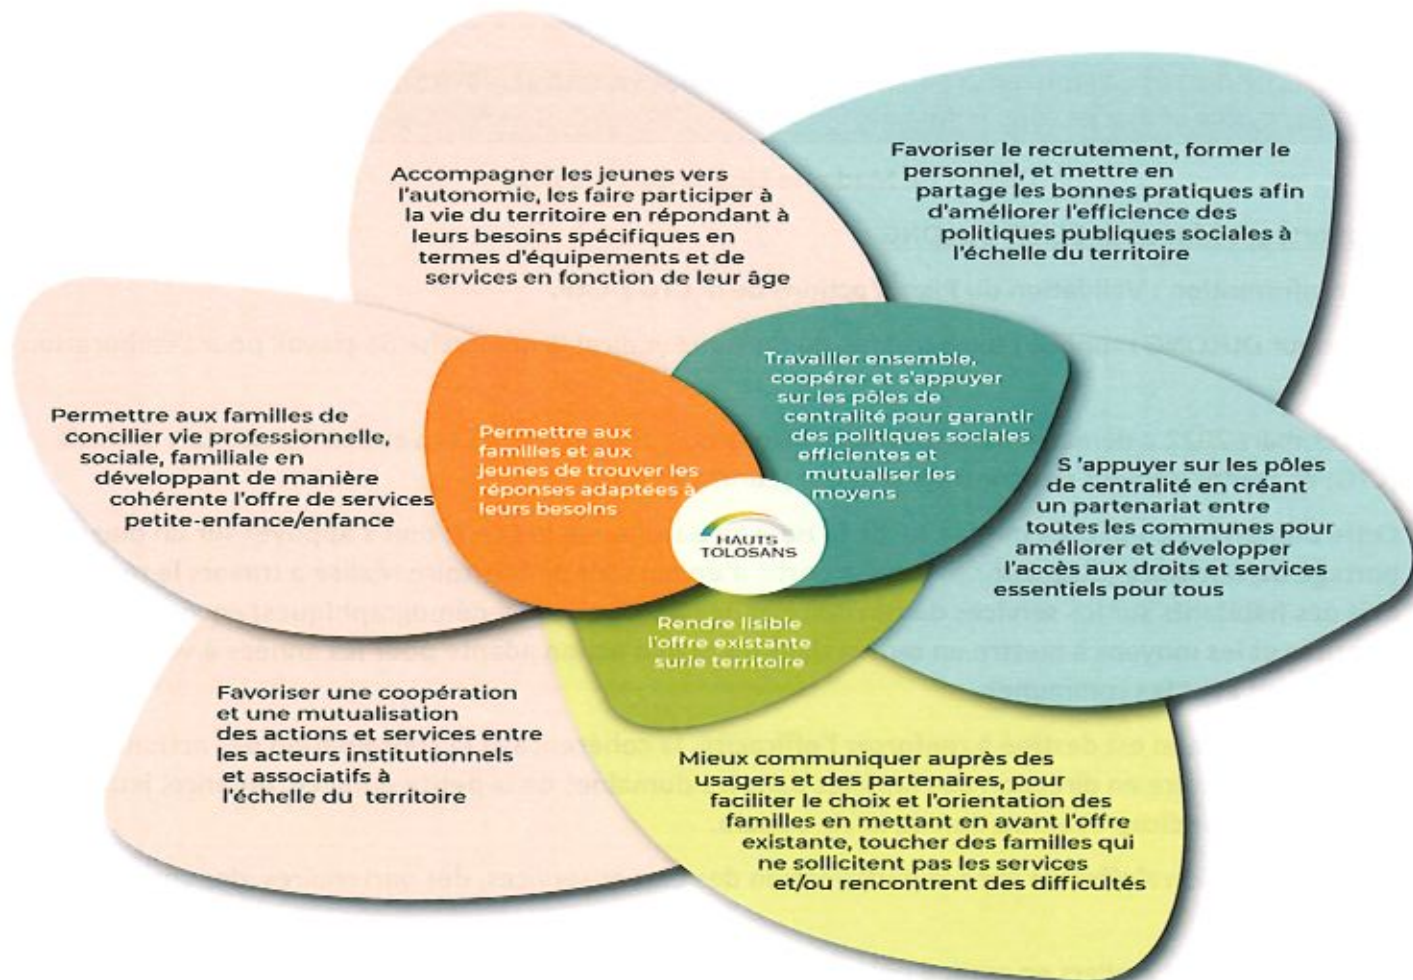 Accompagner les jeunes vers
l'autonomie, les faire participer à
la vie du territoire en répondant à
leurs besoins spécifiques en
termes d'équipements et de
services en fonction de leur âge
Favoriser le recrutement, former le
personnel, et mettre en
partage les bonnes pratiques afin
d'améliorer l'efficience des
politiques publiques sociales à
l'échelle du territoire
Permettre aux familles de
concilier vie professionnelle,
sociale, familiale en
développant de manière
cohérente l'offre de services
petite-enfance/enfance
Permettre aux
familles et aux
jeunes de trouver les
réponses adaptées à
leurs besoins
Travailler ensemble,
coopérer et s'appuyer
sur les pôles de
centralité pour garantir
des politiques sociales
efficientes et
mutualiser les
moyens
S 'appuyer sur les pôles
de centralité en créant
un partenariat entre
toutes les communes pour
améliorer et développer
l'accès aux droits et services
essentiels pour tous
HAUTS
TOLOSANS
Rendre lisible
l'offre existante
surle territoire
Favoriser une coopération
et une mutualisation
des actions et services entre
les acteurs institutionnels
et associatifs à
l'échelle du territoire
Mieux communiquer auprès des
usagers et des partenaires, pour
faciliter le choix et l'orientation des
familles en mettant en avant l'offre
existante, toucher des familles qui
ne sollicitent pas les services
et/ou rencontrent des difficultés